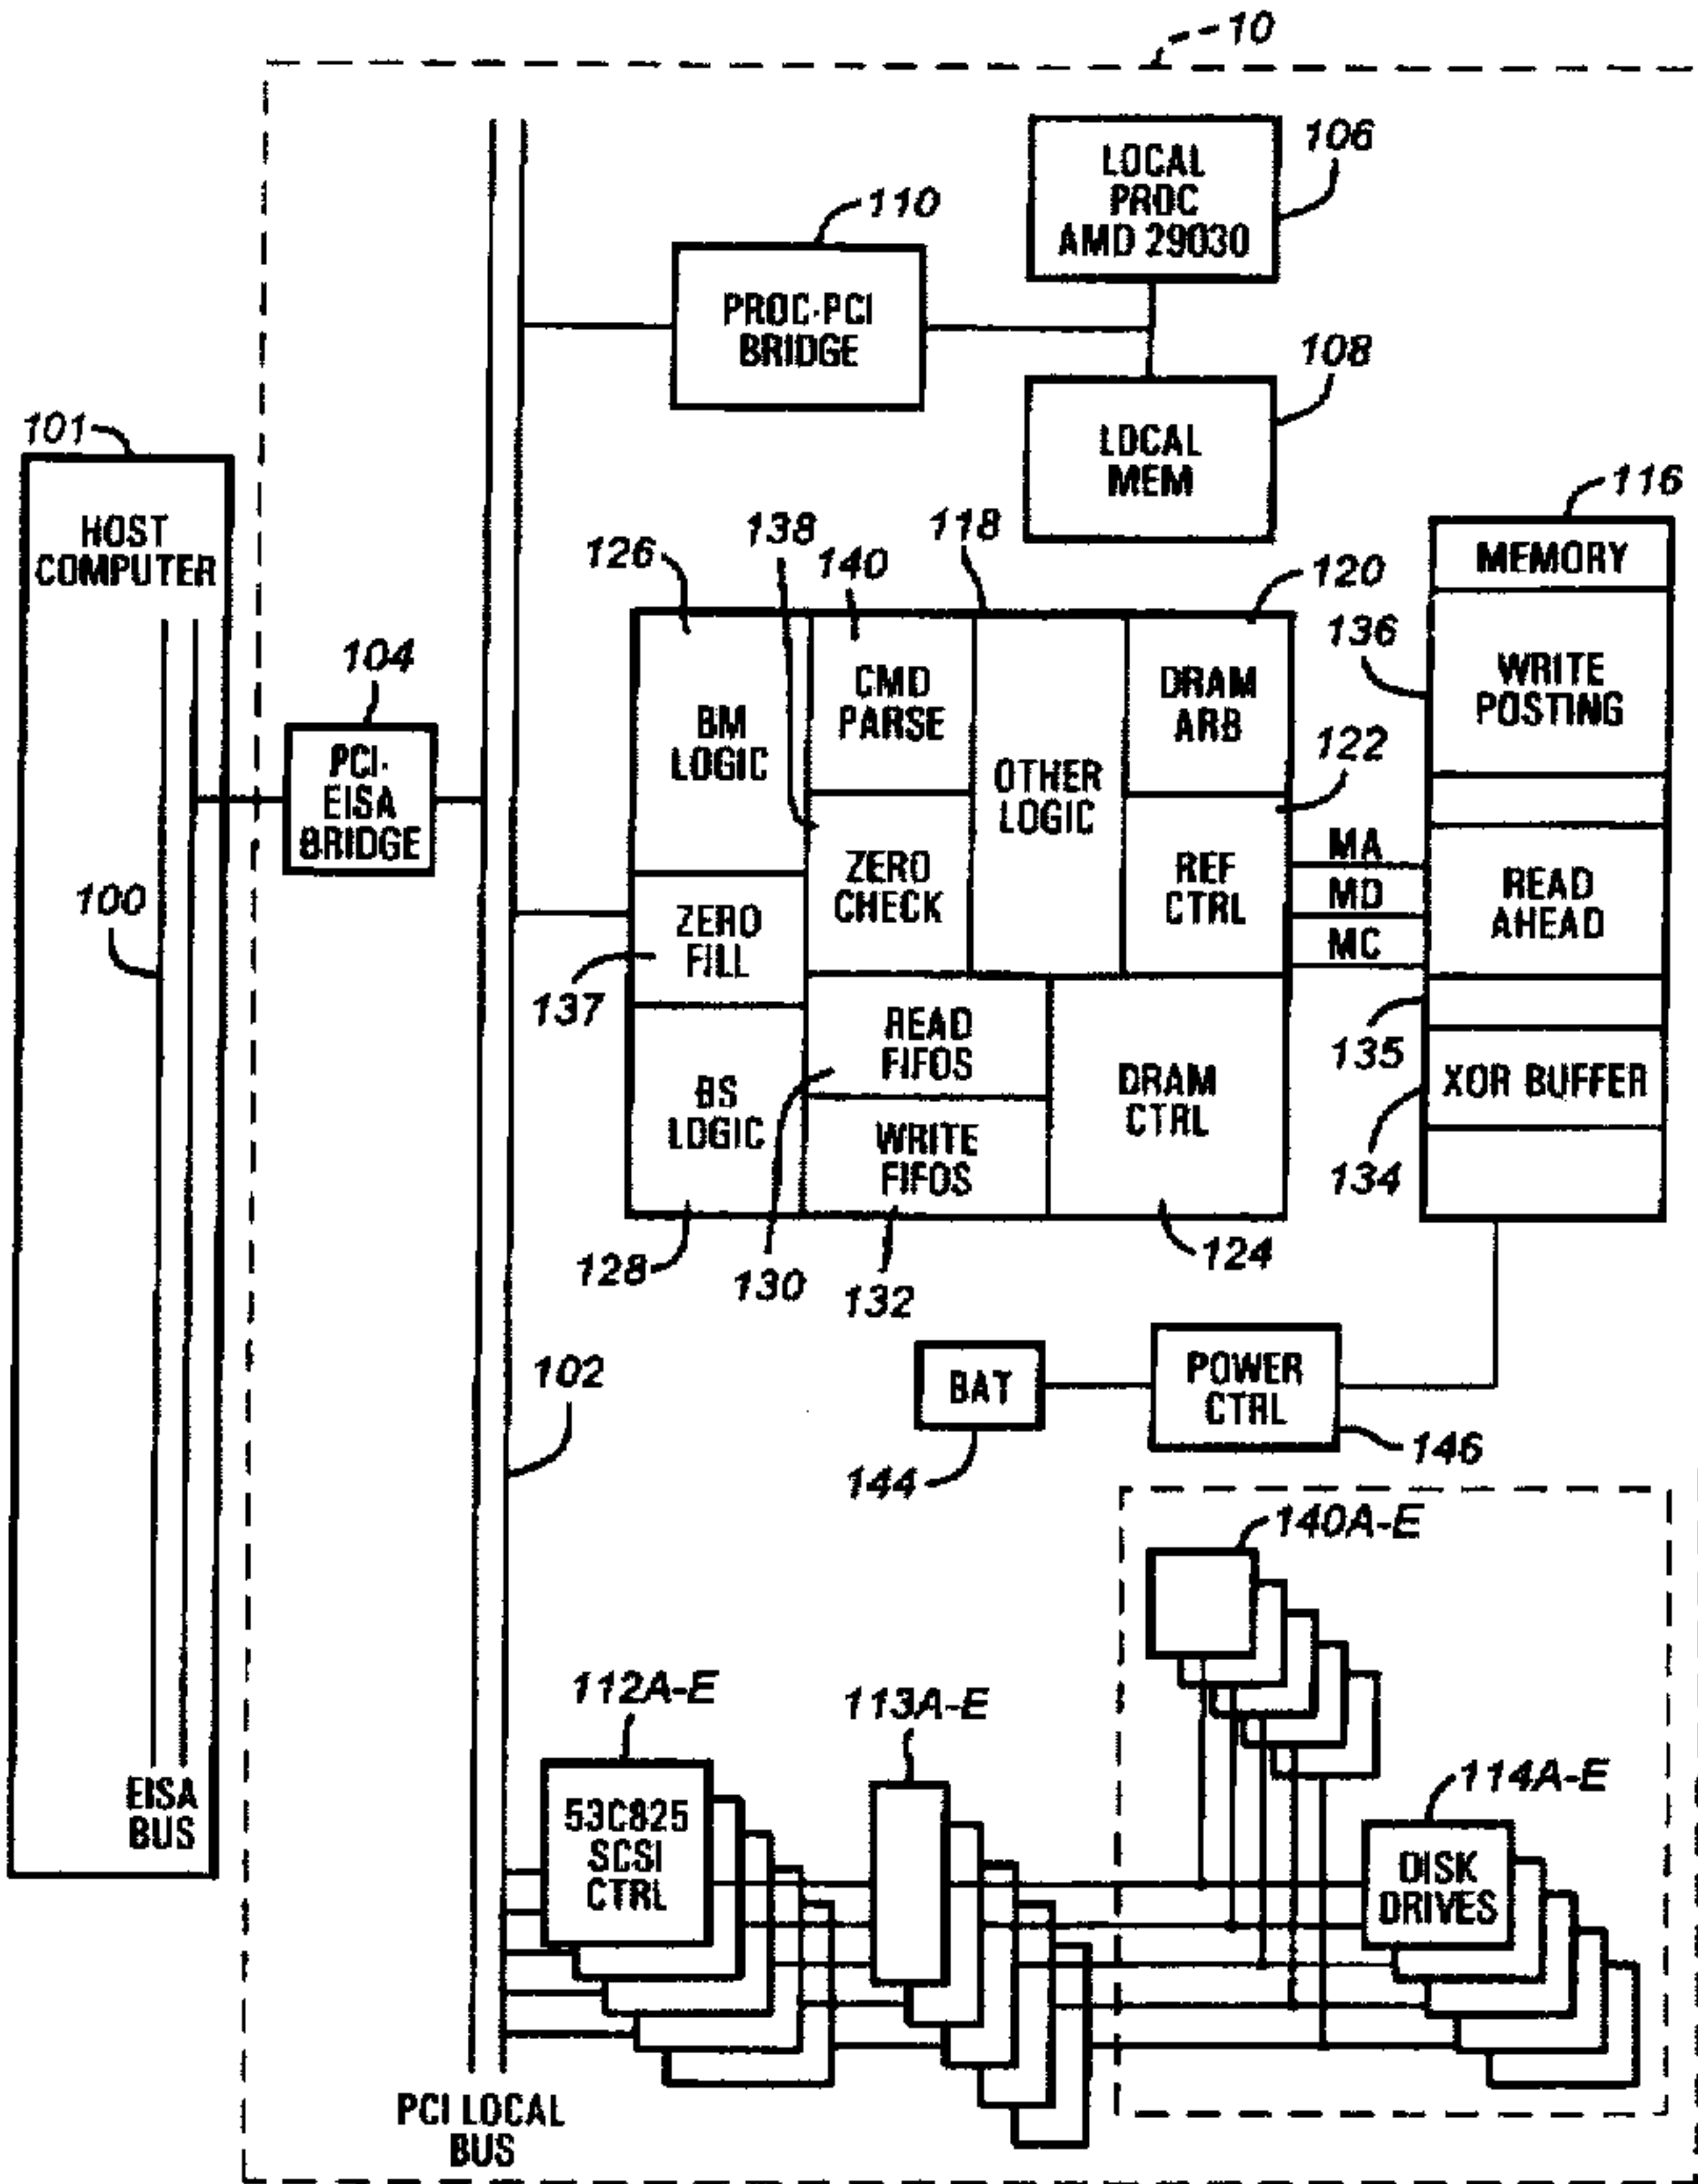 10
106
LOCAL
PROC
AMD 29030
110
PROC-PCI
BRIDGE
108
LOCAL
MEM
101
HOST
COMPUTER
116
MEMORY
138
118
126
140
120
136
WRITE
POSTING
104
PCI-
EISA
BRIDGE
BM
LOGIC
CMD
PARSE
OTHER
LOGIC
DRAM
ARB
122
100
ZERO
FILL
137
ZERO
CHECK
REF
CTRL
MA
MD
MC
READ
AHEAD
135
BS
LOGIC
READ
FIFOS
WRITE
FIFOS
DRAM
CTRL
XOR BUFFER
134
128
130
132
124
102
BAT
144
POWER
CTRL
146
140A-E
112A-E
113A-E
114A-E
EISA
BUS
53C825
SCSI
CTRL
DISK
DRIVES
PCI LOCAL
BUS